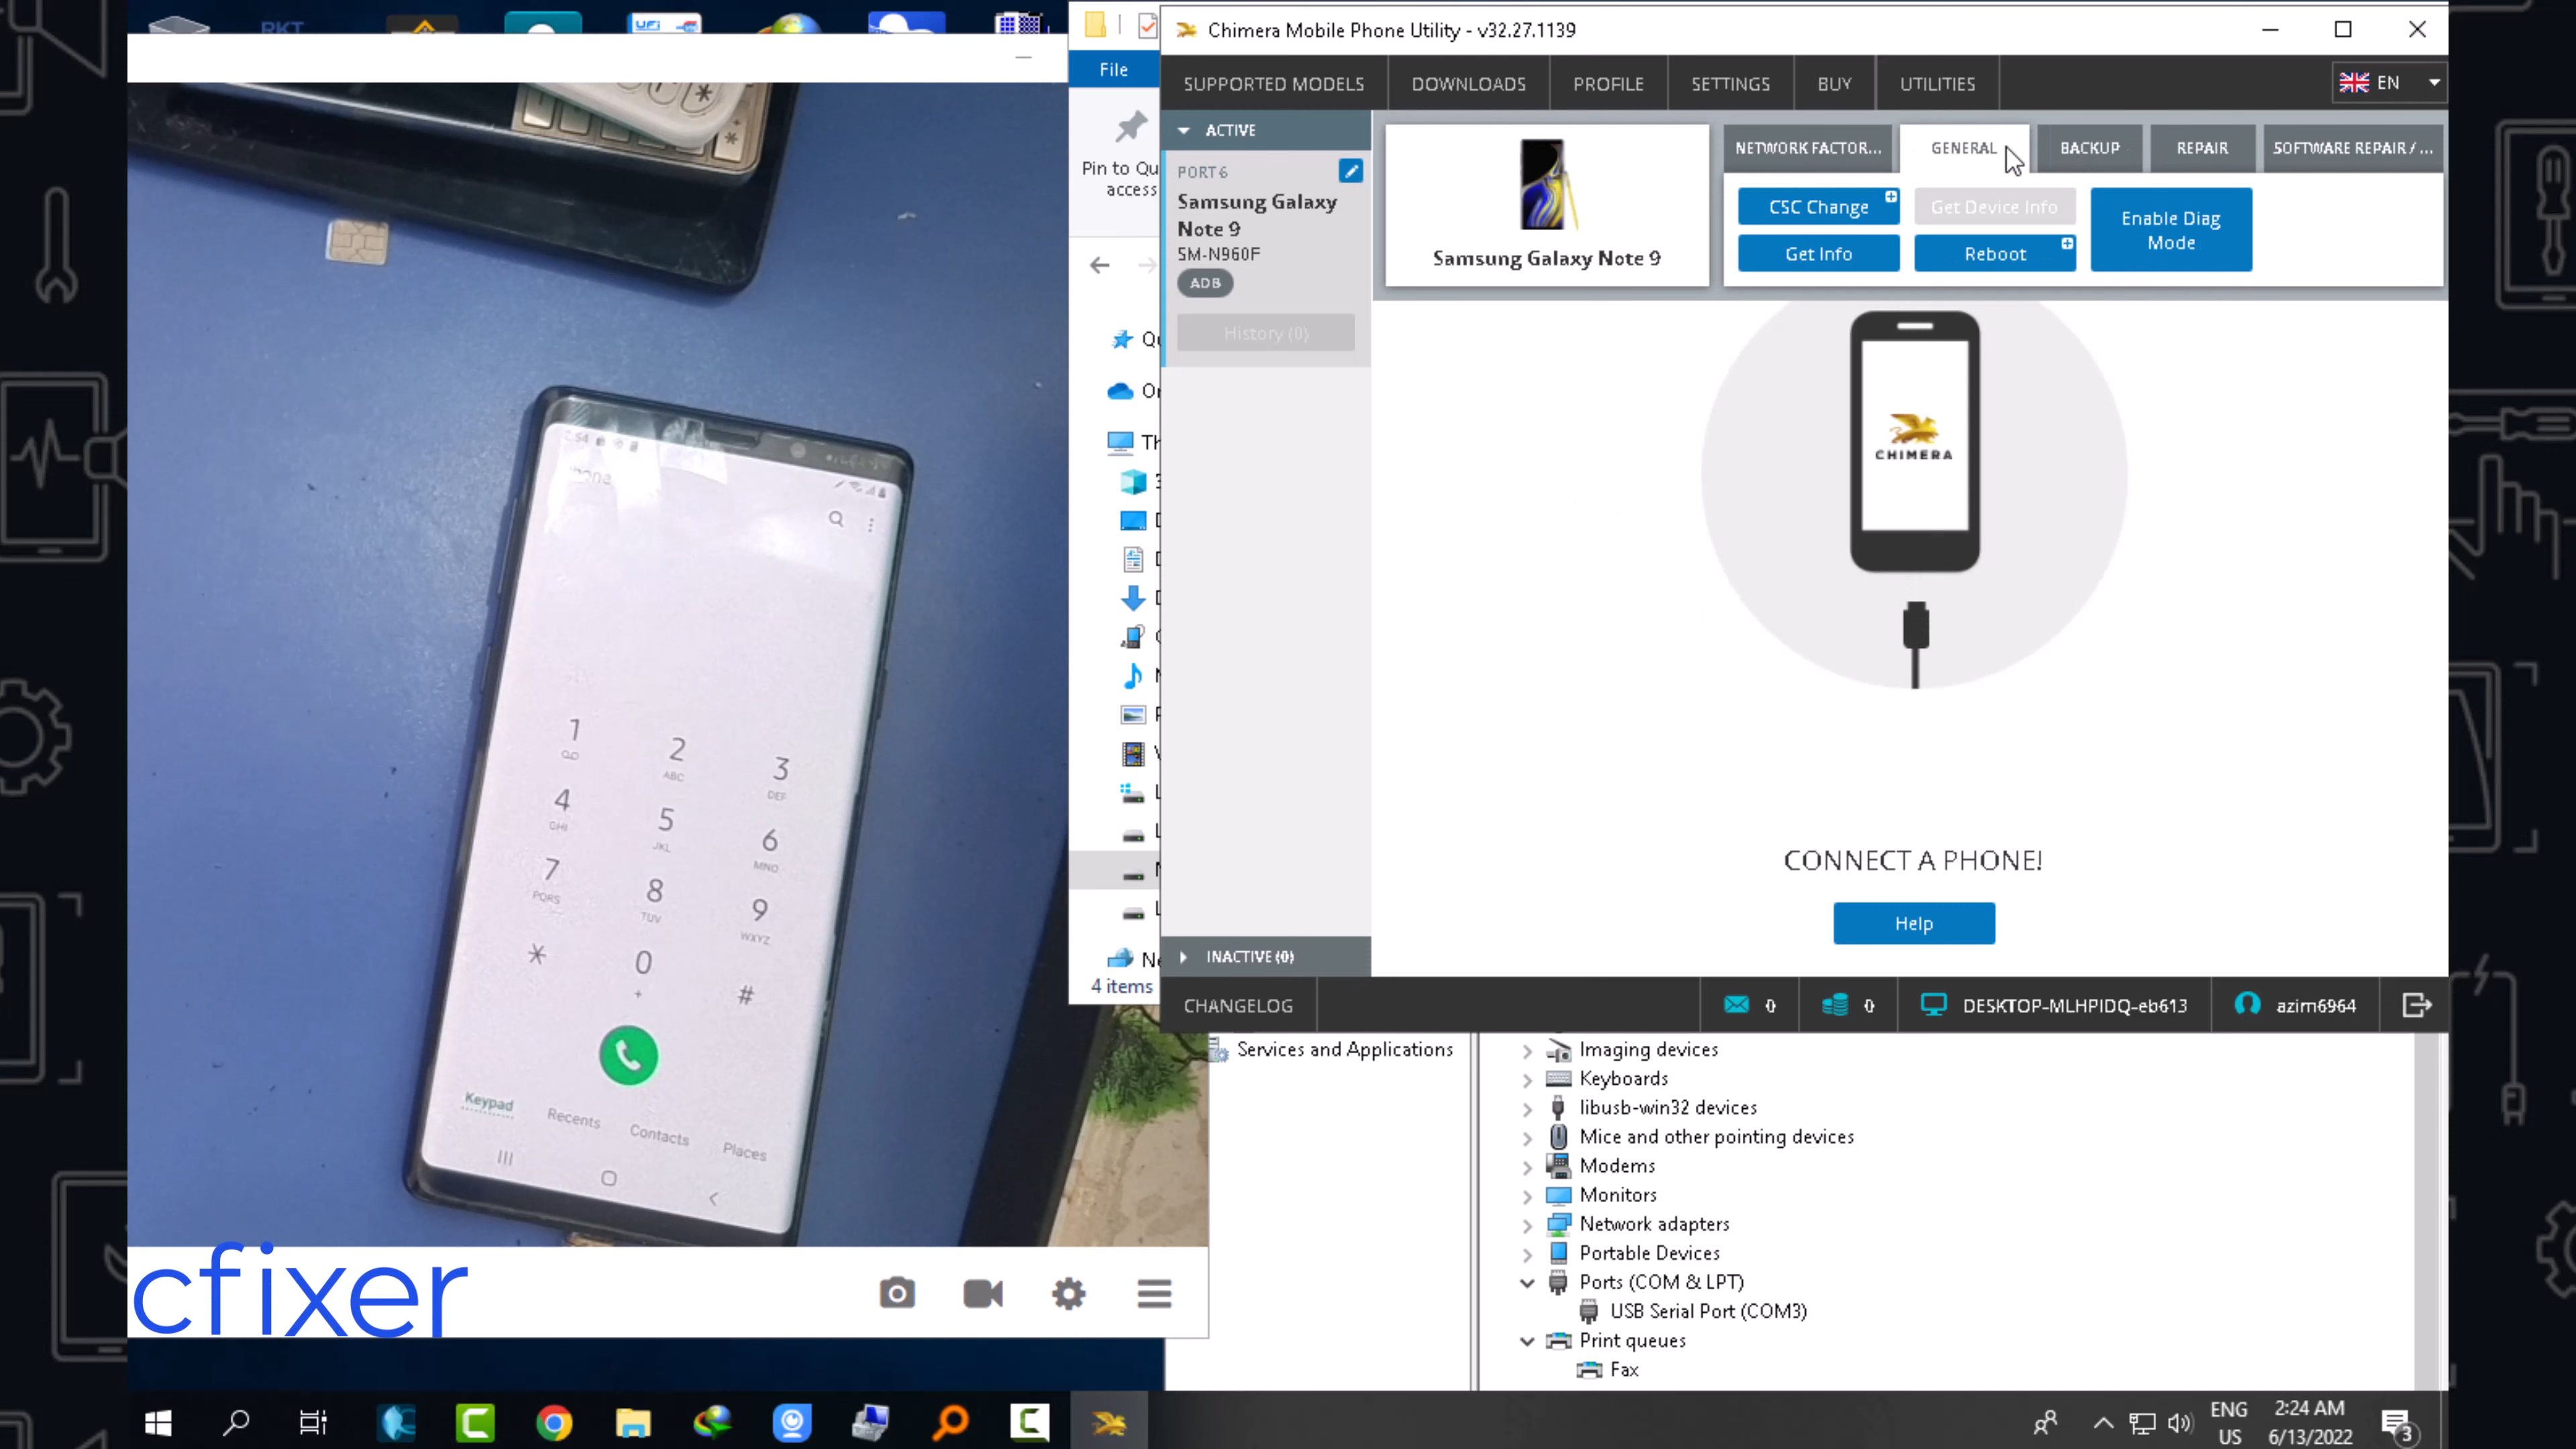 RKT
UFi
Chimera Mobile Phone Utility - v32.27.1139
File
SUPPORTED MODELS
DOWNLOADS
PROFILE
SETTINGS
BUY
UTILITIES
EN
Pin to Qu
access
ACTIVE
PORT 6
Samsung Galaxy
Note 9
SM-N960F
ADB
History (0)
Samsung Galaxy Note 9
NETWORK FACTOR...
GENERAL
BACKUP
REPAIR
SOFTWARE REPAIR / ...
CSC Change
Get Device Info
Enable Diag
Mode
Get Info
Reboot
CHIMERA
CONNECT A PHONE!
Help
INACTIVE (0)
4 items
CHANGELOG
0
0
DESKTOP-MLHPIDQ-eb613
azim6964
1
2 ABC
3 DEF
4 GHI
5 JKL
6 MNO
7 PQRS
8 TUV
9 WXYZ
*
0 +
#
Keypad
Recents
Contacts
Places
Services and Applications
Imaging devices
Keyboards
libusb-win32 devices
Mice and other pointing devices
Modems
Monitors
Network adapters
Portable Devices
Ports (COM & LPT)
USB Serial Port (COM3)
Print queues
Fax
cfixer
ENG
US
2:24 AM
6/13/2022
3